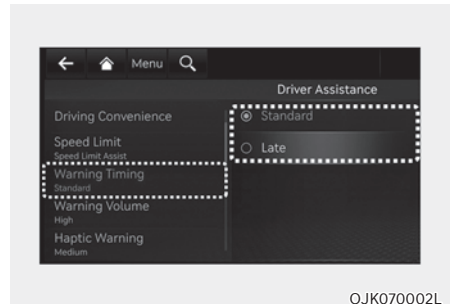 Menu
Driver Assistance
Driving Convenience
Speed Limit
Speed Limit Assist
Warning Timing
Standard
Warning Volume
High
Haptic Warning
Medium
Standard
Late
OJK070002L